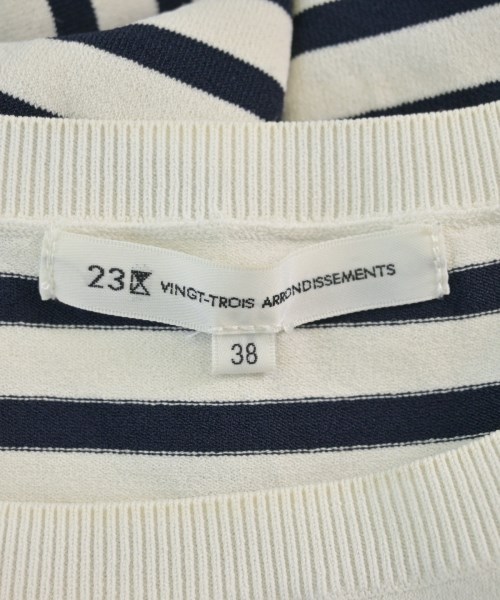 23区 VINGT-TROIS ARRONDISSEMENTS
38